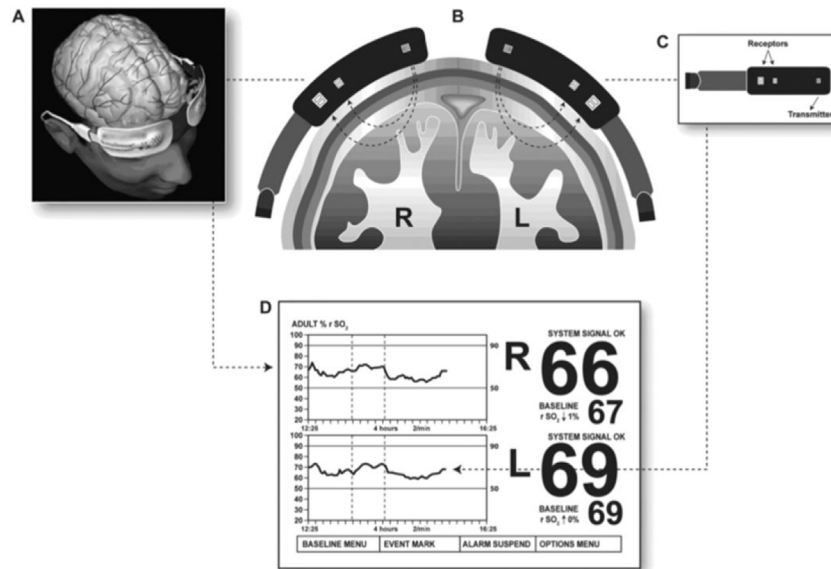 A
B
C
Receptors
Transmitter
R
L
D
ADULT % r SO2
100
90
80
70
60
50
40
30
20
90
50
12:25
4 hours
2/min
16:25
R
SYSTEM SIGNAL OK
66
BASELINE
r SO2 ↓ 1%
67
100
90
80
70
60
50
40
30
20
90
50
12:25
4 hours
2/min
16:25
L
SYSTEM SIGNAL OK
69
BASELINE
r SO2 ↑ 0%
69
BASELINE MENU
EVENT MARK
ALARM SUSPEND
OPTIONS MENU